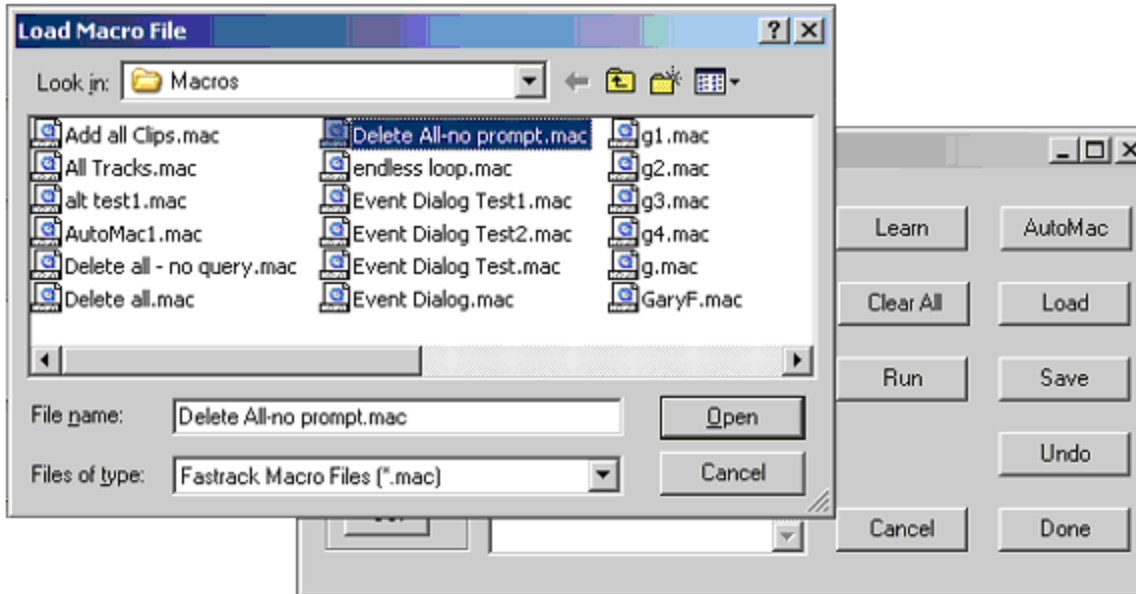 Load Macro File
Look in: Macros
Add all Clips.mac
All Tracks.mac
alt test1.mac
AutoMac1.mac
Delete all - no query.mac
Delete all.mac
Delete All-no prompt.mac
endless loop.mac
Event Dialog Test1.mac
Event Dialog Test2.mac
Event Dialog Test.mac
Event Dialog.mac
g1.mac
g2.mac
g3.mac
g4.mac
g.mac
GaryF.mac
File name: Delete All-no prompt.mac
Open
Files of type: Fastrack Macro Files (*.mac)
Cancel
Learn
AutoMac
Clear All
Load
Run
Save
Undo
Cancel
Done